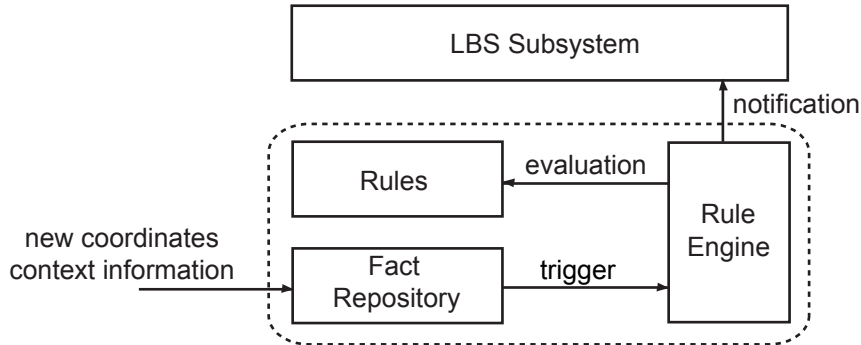 LBS Subsystem
notification
Rules
evaluation
Rule
Engine
new coordinates
context information
Fact
Repository
trigger